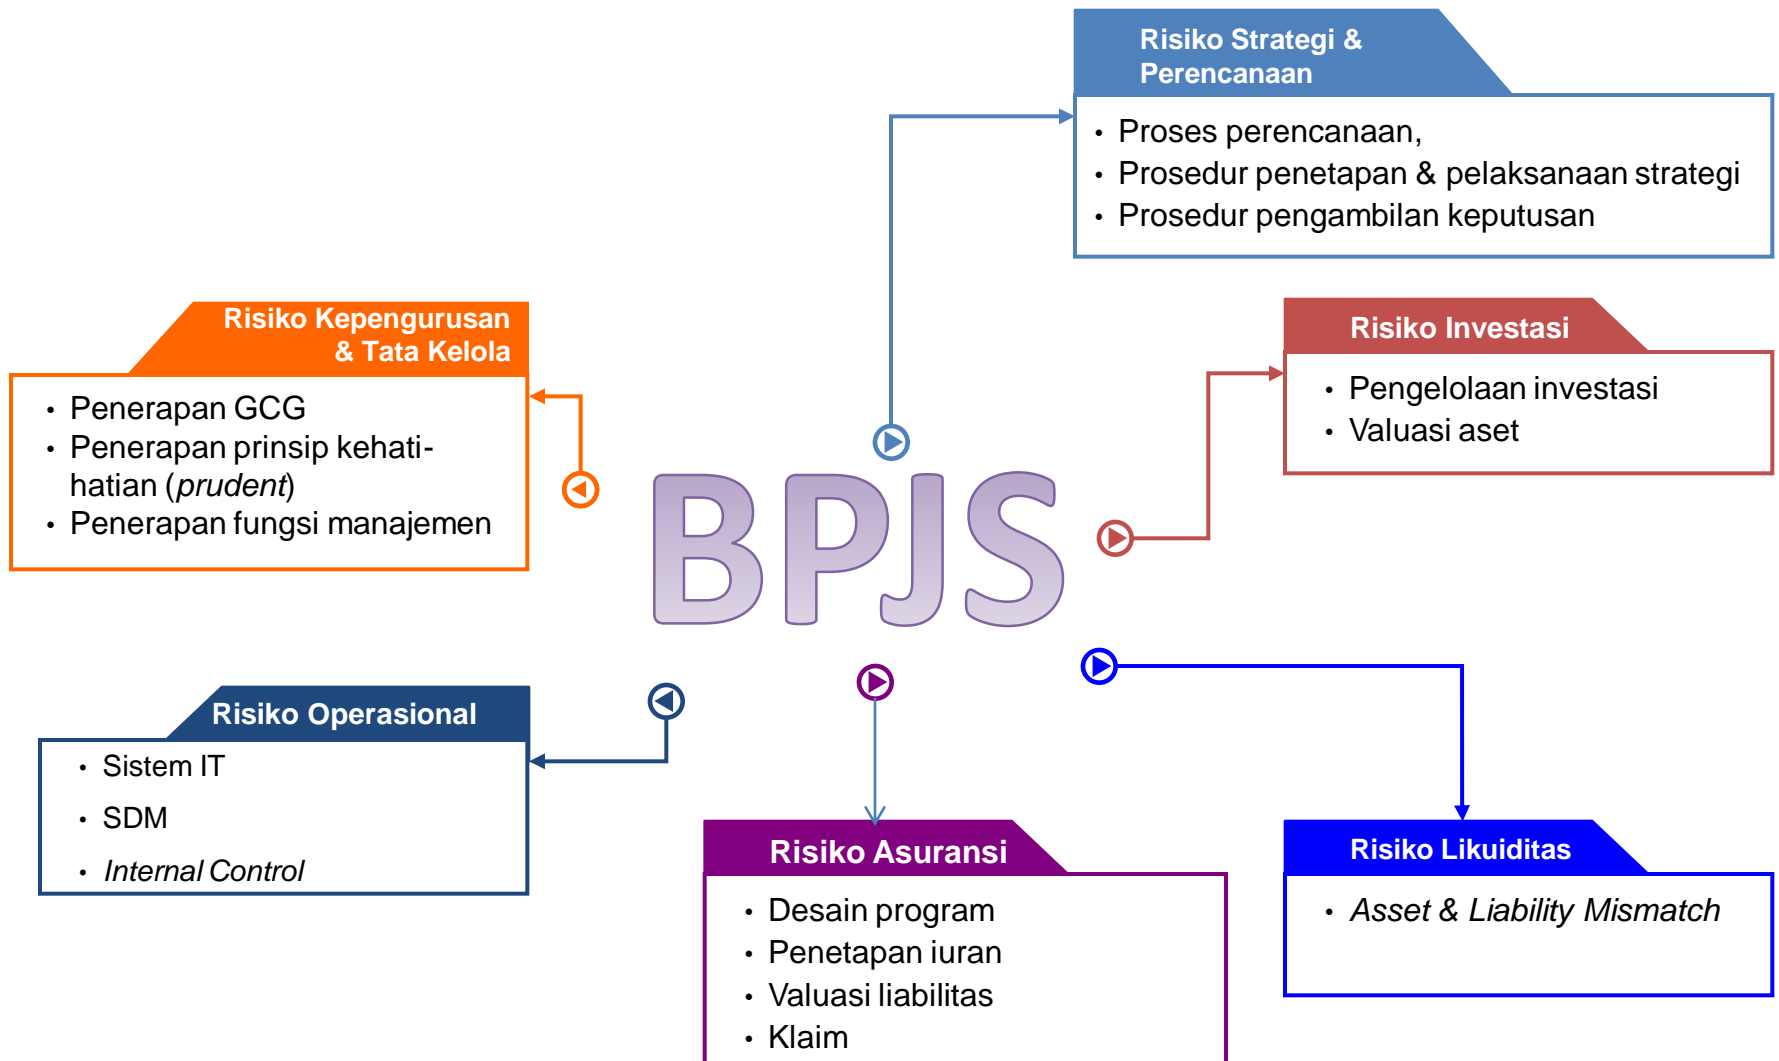 Risiko Strategi &
Perencanaan
• Proses perencanaan,
• Prosedur penetapan & pelaksanaan strategi
• Prosedur pengambilan keputusan
Risiko Kepengurusan
& Tata Kelola
• Penerapan GCG
• Penerapan prinsip kehati-
hatian (prudent)
• Penerapan fungsi manajemen
Risiko Investasi
• Pengelolaan investasi
• Valuasi aset
BPJS
Risiko Operasional
• Sistem IT
• SDM
• Internal Control
Risiko Asuransi
• Desain program
• Penetapan iuran
• Valuasi liabilitas
• Klaim
Risiko Likuiditas
• Asset & Liability Mismatch